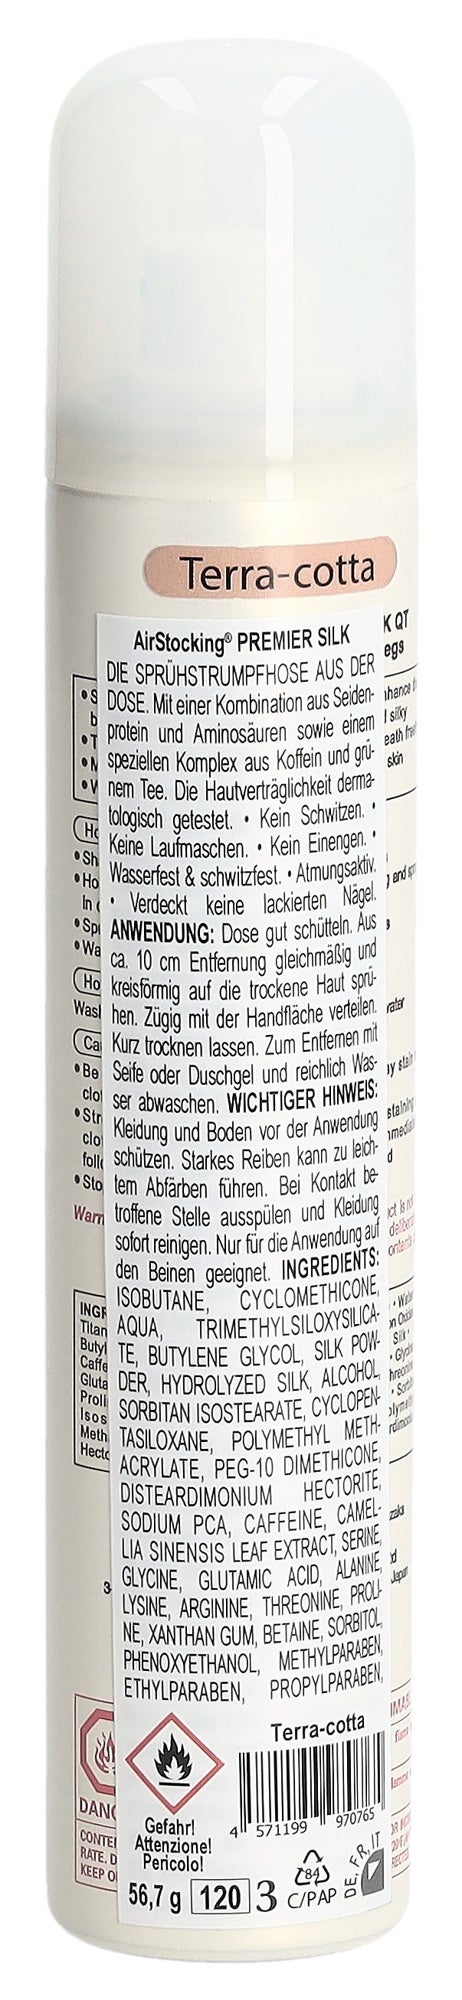 Terra-cotta
AirStocking® PREMIER SILK
DIE SPRÜHSTRUMPFHOSE AUS DER
DOSE. Mit einer Kombination aus Seiden-
protein und Aminosäuren sowie einem
speziellen Komplex aus Koffein und grü-
nem Tee. Die Hautverträglichkeit derma-
tologisch getestet. • Kein Schwitzen. •
Keine Laufmaschen. • Kein Einengen. •
Wasserfest & schwitzfest. • Atmungsaktiv.
• Verdeckt keine lackierten Nägel.
ANWENDUNG: Dose gut schütteln. Aus
ca. 10 cm Entfernung gleichmäßig und
kreisförmig auf die trockene Haut sprü-
hen. Zügig mit der Handfläche verteilen.
Kurz trocknen lassen. Zum Entfernen mit
Seife oder Duschgel und reichlich Was-
ser abwaschen. WICHTIGER HINWEIS:
Kleidung und Boden vor der Anwendung
schützen. Starkes Reiben kann zu leich-
tem Abfärben führen. Bei Kontakt be-
troffene Stelle ausspülen und Kleidung
sofort reinigen. Nur für die Anwendung auf
den Beinen geeignet. INGREDIENTS:
ISOBUTANE, CYCLOMETHICONE,
AQUA, TRIMETHYLSILOXYSILICA-
TE, BUTYLENE GLYCOL, SILK POW-
DER, HYDROLYZED SILK, ALCOHOL,
SORBITAN ISOSTEARATE, CYCLOPEN-
TASILOXANE, POLYMETHYL METH-
ACRYLATE, PEG-10 DIMETHICONE,
DISTEARDIMONIUM HECTORITE,
SODIUM PCA, CAFFEINE, CAMEL-
LIA SINENSIS LEAF EXTRACT, SERINE,
GLYCINE, GLUTAMIC ACID, ALANINE,
LYSINE, ARGININE, THREONINE, PROLI-
NE, XANTHAN GUM, BETAINE, SORBITOL,
PHENOXYETHANOL, METHYLPARABEN,
ETHYLPARABEN, PROPYLPARABEN,
Terra-cotta
4 571199 970765
Gefahr!
Attenzione!
Pericolo!
56,7 g 120 3 84 C/PAP DE, FR, IT